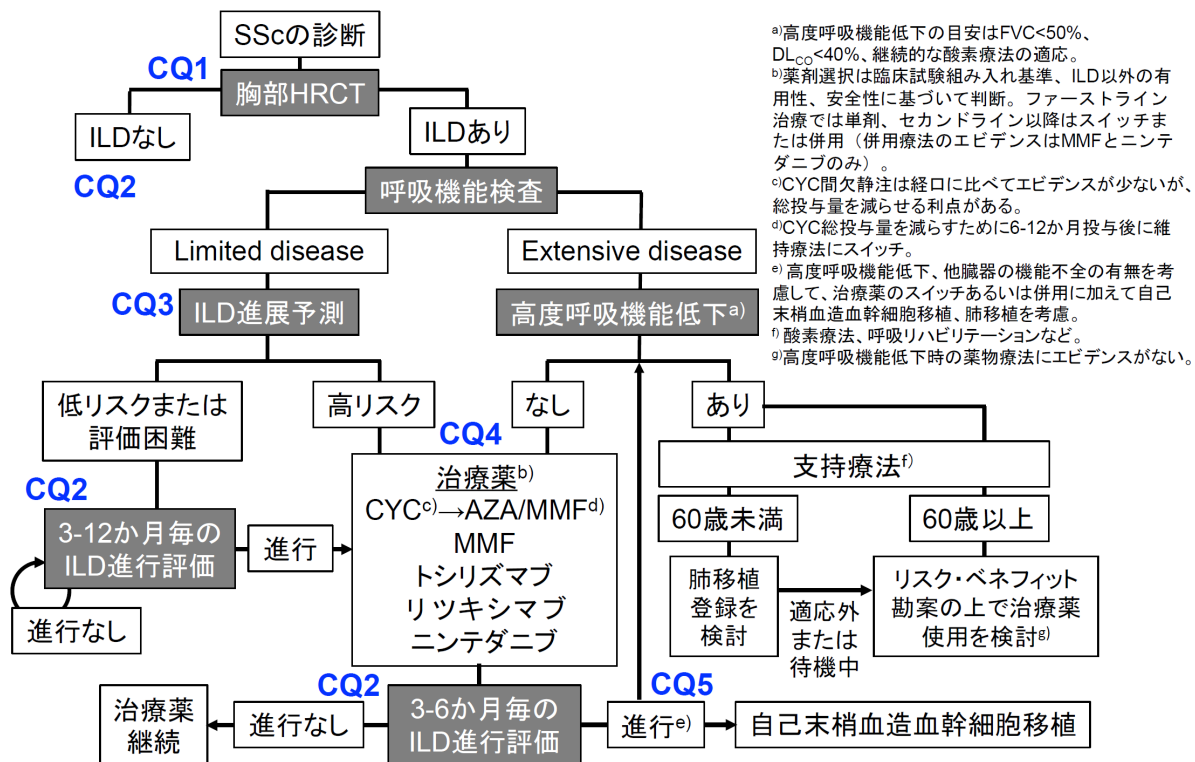 SScの診断
CQ1
胸部HRCT
ILDなし
ILDあり
CQ2
呼吸機能検査
Limited disease
Extensive disease
CQ3
ILD進展予測
高度呼吸機能低下a)
低リスクまたは
評価困難
高リスク
なし
あり
CQ4
支持療法f)
CQ2
治療薬b)
CYCc)→AZA/MMFd)
MMF
トシリズマブ
リツキシマブ
ニンテダニブ
60歳未満
60歳以上
3-12か月毎の
ILD進行評価
進行
進行なし
肺移植
登録を
検討
適応外
または
待機中
リスク・ベネフィット
勘案の上で治療薬
使用を検討g)
CQ2
CQ5
治療薬
継続
進行なし
3-6か月毎の
ILD進行評価
進行e)
自己末梢血造血幹細胞移植
a)高度呼吸機能低下の目安はFVC<50%、
DLCO<40%、継続的な酸素療法の適応。
b)薬剤選択は臨床試験組み入れ基準、ILD以外の有
用性、安全性に基づいて判断。ファーストライン
治療では単剤、セカンドライン以降はスイッチま
たは併用（併用療法のエビデンスはMMFとニンテ
ダニブのみ）。
c)CYC間欠静注は経口に比べてエビデンスが少ないが、
総投与量を減らせる利点がある。
d)CYC総投与量を減らすために6-12か月投与後に維
持療法にスイッチ。
e)高度呼吸機能低下、他臓器の機能不全の有無を考
慮して、治療薬のスイッチあるいは併用に加えて自己
末梢血造血幹細胞移植、肺移植を考慮。
f)酸素療法、呼吸リハビリテーションなど。
g)高度呼吸機能低下時の薬物療法にエビデンスがない。